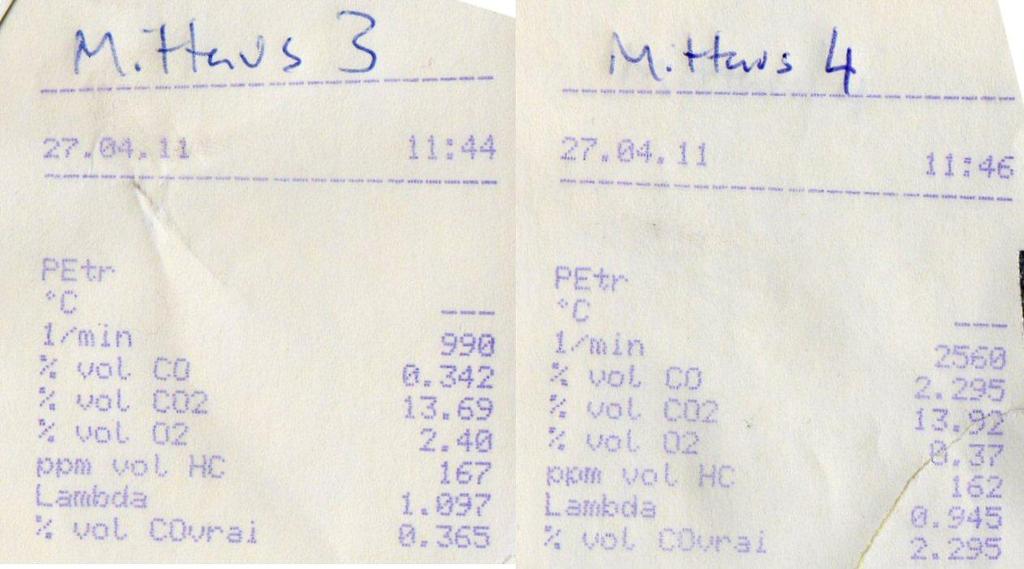 M.ittaus 3
27.04.11 11:44
PEtr
°C ---
1/min 990
% vol CO 0.342
% vol CO2 13.69
% vol O2 2.40
ppm vol HC 167
Lambda 1.097
% vol COvrai 0.365
Mittaus 4
27.04.11 11:46
PEtr
°C ---
1/min 2560
% vol CO 2.295
% vol CO2 13.92
% vol O2 0.37
ppm vol HC 162
Lambda 0.945
% vol COvrai 2.295